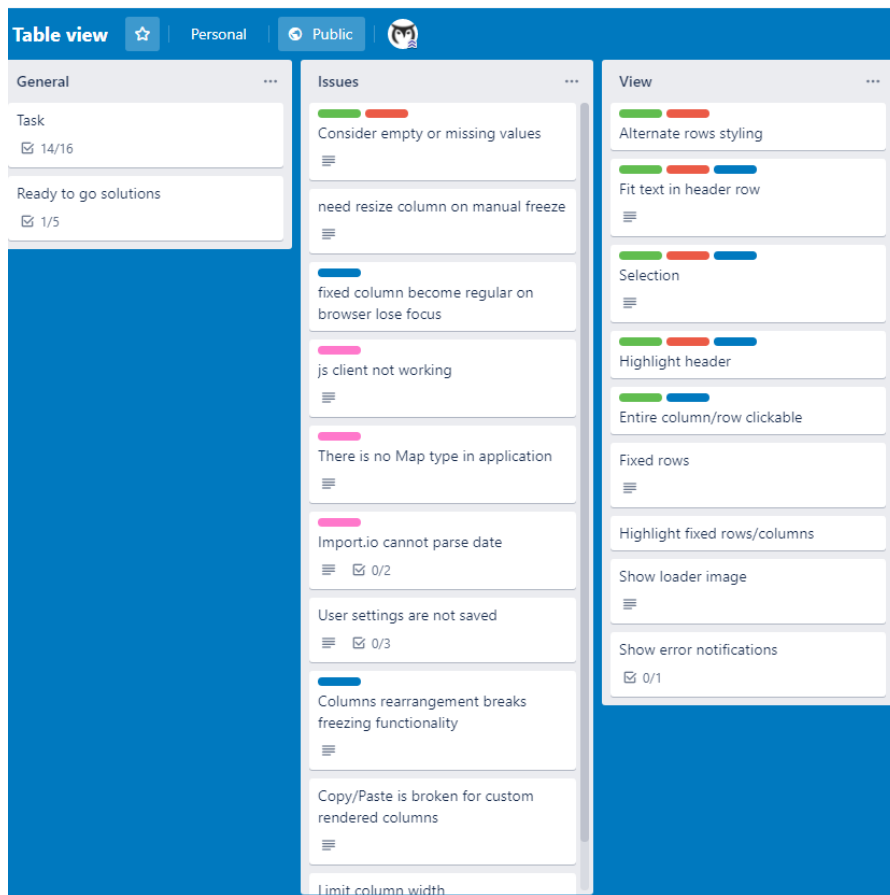 Table view
Personal
Public
General
Task
14/16
Ready to go solutions
1/5
Issues
Consider empty or missing values
need resize column on manual freeze
fixed column become regular on
browser lose focus
js client not working
There is no Map type in application
Import.io cannot parse date
0/2
User settings are not saved
0/3
Columns rearrangement breaks
freezing functionality
Copy/Paste is broken for custom
rendered columns
Limit column width
View
Alternate rows styling
Fit text in header row
Selection
Highlight header
Entire column/row clickable
Fixed rows
Highlight fixed rows/columns
Show loader image
Show error notifications
0/1